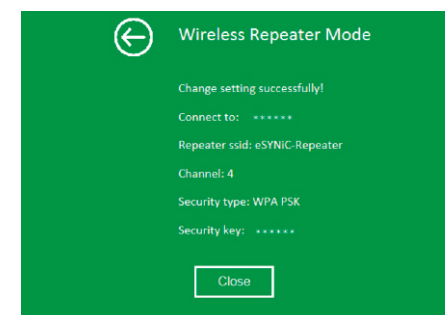 Wireless Repeater Mode
Change setting successfully!
Connect to: ******
Repeater ssid: eSYNiC-Repeater
Channel: 4
Security type: WPA PSK
Security key: ******
Close